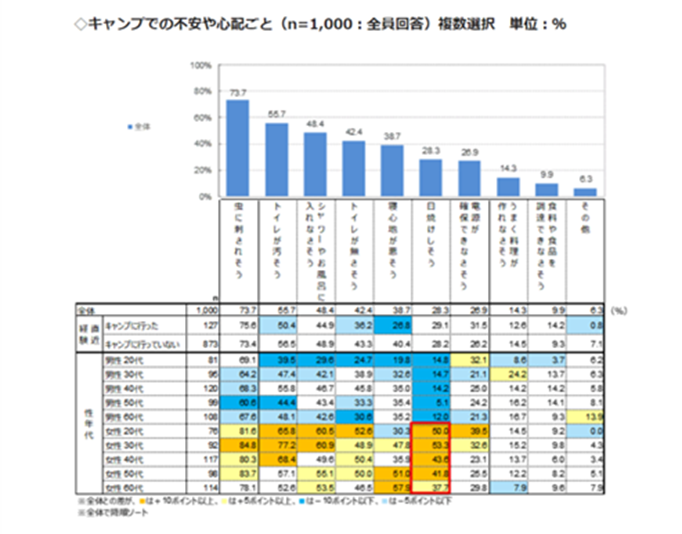 ◇キャンプでの不安や心配ごと（n=1,000：全員回答）複数選択　単位：%
100%
80%
60%
40%
20%
0%
■全体
73.7
55.7
48.4
42.4
38.7
28.3
26.9
14.3
9.9
6.3
虫に刺されそう
トイレが汚そう
シャワーやお風呂に入れなさそう
トイレが無さそう
寝心地が悪そう
日焼けしそう
電源が確保できなさそう
うまく料理が作れなさそう
食料や食品を調達できなさそう
その他
n
全体 1,000 73.7 55.7 48.4 42.4 38.7 28.3 26.9 14.3 9.9 6.3 (%)
直近経験
キャンプに行った 127 75.6 50.4 44.9 36.2 26.8 29.1 31.5 12.6 14.2 0.8
キャンプに行っていない 873 73.4 56.5 48.9 43.3 40.4 28.2 26.2 14.5 9.3 7.1
性年代
男性 20代 81 69.1 39.5 29.6 24.7 19.8 14.8 32.1 8.6 3.7 6.2
男性 30代 95 64.2 47.4 42.1 38.9 32.6 14.7 21.1 24.2 13.7 6.3
男性 40代 120 68.3 55.8 46.7 45.8 35.0 14.2 25.0 14.2 14.2 5.8
男性 50代 99 60.6 44.4 43.4 33.3 35.4 5.1 24.2 16.2 14.1 8.1
男性 60代 108 67.6 48.1 42.6 30.6 35.2 12.0 21.3 16.7 9.3 13.9
女性 20代 76 81.6 65.8 60.5 52.6 30.3 50.0 39.5 14.5 9.2 0.0
女性 30代 92 84.8 77.2 60.9 48.9 47.8 53.3 32.6 15.2 9.8 4.3
女性 40代 117 80.3 68.4 49.6 50.4 35.9 43.6 23.1 13.7 6.0 3.4
女性 50代 98 83.7 57.1 55.1 50.0 51.0 41.8 25.5 12.2 8.2 5.1
女性 60代 114 78.1 52.6 53.5 46.5 57.9 37.7 29.8 7.9 9.6 7.9
※全体との差が、■は＋10ポイント以上、■は＋5ポイント以上、■は－10ポイント以下、■は－5ポイント以下
※全体で降順ソート